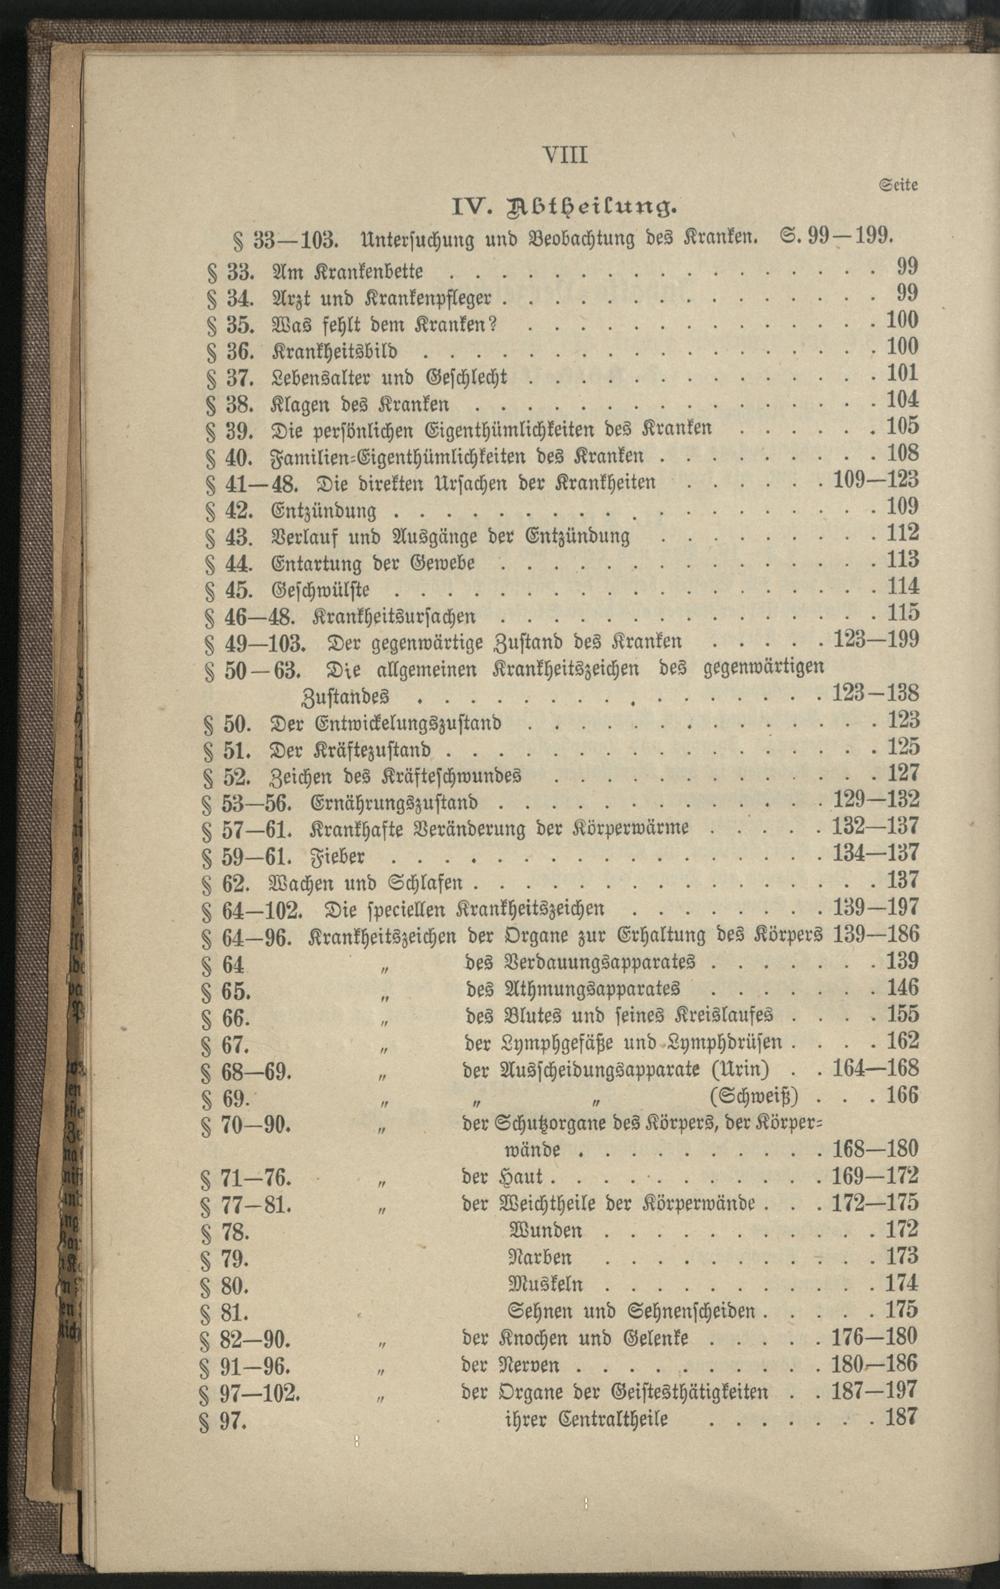 VIII
Seite
IV. Abtheilung.
§ 33—103. Untersuchung und Beobachtung des Kranken. S. 99—199.
§ 33. Am Krankenbette . . . . . . . . . . . . . . . . . 99
§ 34. Arzt und Krankenpfleger . . . . . . . . . . . . . . . 99
§ 35. Was fehlt dem Kranken? . . . . . . . . . . . . . . 100
§ 36. Krankheitsbild . . . . . . . . . . . . . . . . . . 100
§ 37. Lebensalter und Geschlecht . . . . . . . . . . . . . . 101
§ 38. Klagen des Kranken . . . . . . . . . . . . . . . . 104
§ 39. Die persönlichen Eigenthümlichkeiten des Kranken . . . . . . 105
§ 40. Familien-Eigenthümlichkeiten des Kranken . . . . . . . . . 108
§ 41—48. Die direkten Ursachen der Krankheiten . . . . . . 109—123
§ 42. Entzündung . . . . . . . . . . . . . . . . . . . 109
§ 43. Verlauf und Ausgänge der Entzündung . . . . . . . . . 112
§ 44. Entartung der Gewebe . . . . . . . . . . . . . . . 113
§ 45. Geschwülste . . . . . . . . . . . . . . . . . . . 114
§ 46—48. Krankheitsursachen . . . . . . . . . . . . . . . 115
§ 49—103. Der gegenwärtige Zustand des Kranken . . . . . 123—199
§ 50—63. Die allgemeinen Krankheitszeichen des gegenwärtigen
Zustandes . . . . . . . . . . . . . . . . 123—138
§ 50. Der Entwickelungszustand . . . . . . . . . . . . . . 123
§ 51. Der Kräftezustand . . . . . . . . . . . . . . . . . 125
§ 52. Zeichen des Kräfteschwundes . . . . . . . . . . . . . 127
§ 53—56. Ernährungszustand . . . . . . . . . . . . . 129—132
§ 57—61. Krankhafte Veränderung der Körperwärme . . . . . 132—137
§ 59—61. Fieber . . . . . . . . . . . . . . . . . 134—137
§ 62. Wachen und Schlafen . . . . . . . . . . . . . . . . 137
§ 64—102. Die speciellen Krankheitszeichen . . . . . . . . 139—197
§ 64—96. Krankheitszeichen der Organe zur Erhaltung des Körpers 139—186
§ 64 „ des Verdauungsapparates . . . . . . . 139
§ 65. „ des Athmungsapparates . . . . . . . 146
§ 66. „ des Blutes und seines Kreislaufes . . . . 155
§ 67. „ der Lymphgefäße und Lymphdrüsen . . . . 162
§ 68—69. „ der Ausscheidungsapparate (Urin) . . 164—168
§ 69. „ „ „ (Schweiß) . . . 166
§ 70—90. „ der Schutzorgane des Körpers, der Körper-
wände . . . . . . . . . . 168—180
§ 71—76. „ der Haut . . . . . . . . . . . 169—172
§ 77—81. „ der Weichtheile der Körperwände . . . 172—175
§ 78. Wunden . . . . . . . . . . . 172
§ 79. Narben . . . . . . . . . . . 173
§ 80. Muskeln . . . . . . . . . . . 174
§ 81. Sehnen und Sehnenscheiden . . . . . 175
§ 82—90. „ der Knochen und Gelenke . . . . . 176—180
§ 91—96. „ der Nerven . . . . . . . . . . 180—186
§ 97—102. „ der Organe der Geistesthätigkeiten . . 187—197
§ 97. ihrer Centraltheile . . . . . . . 187